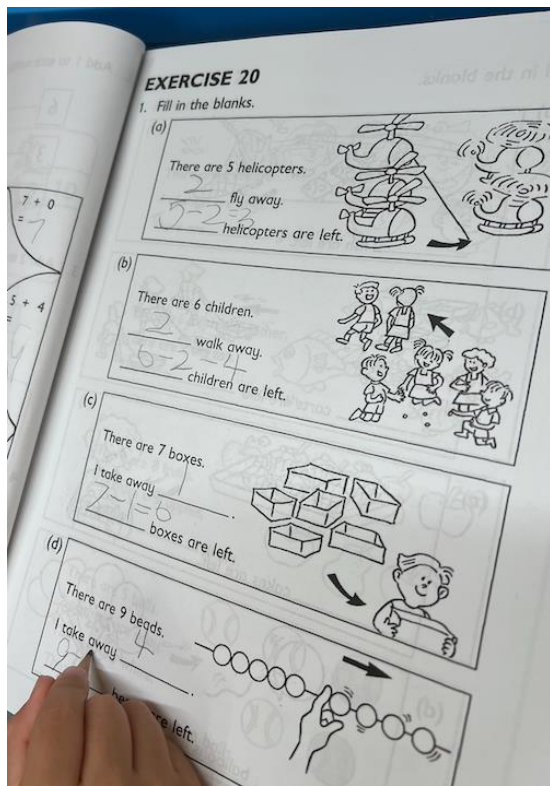 EXERCISE 20
1. Fill in the blanks.
(a)
There are 5 helicopters.
2 fly away.
5-2=3
helicopters are left.
7 + 0
= 7
(b)
There are 6 children.
2 walk away.
6-2-4
children are left.
5 + 4
=
(c)
There are 7 boxes.
I take away 1.
7-1=6
boxes are left.
(d)
There are 9 beads.
I take away 4.
9-
left.